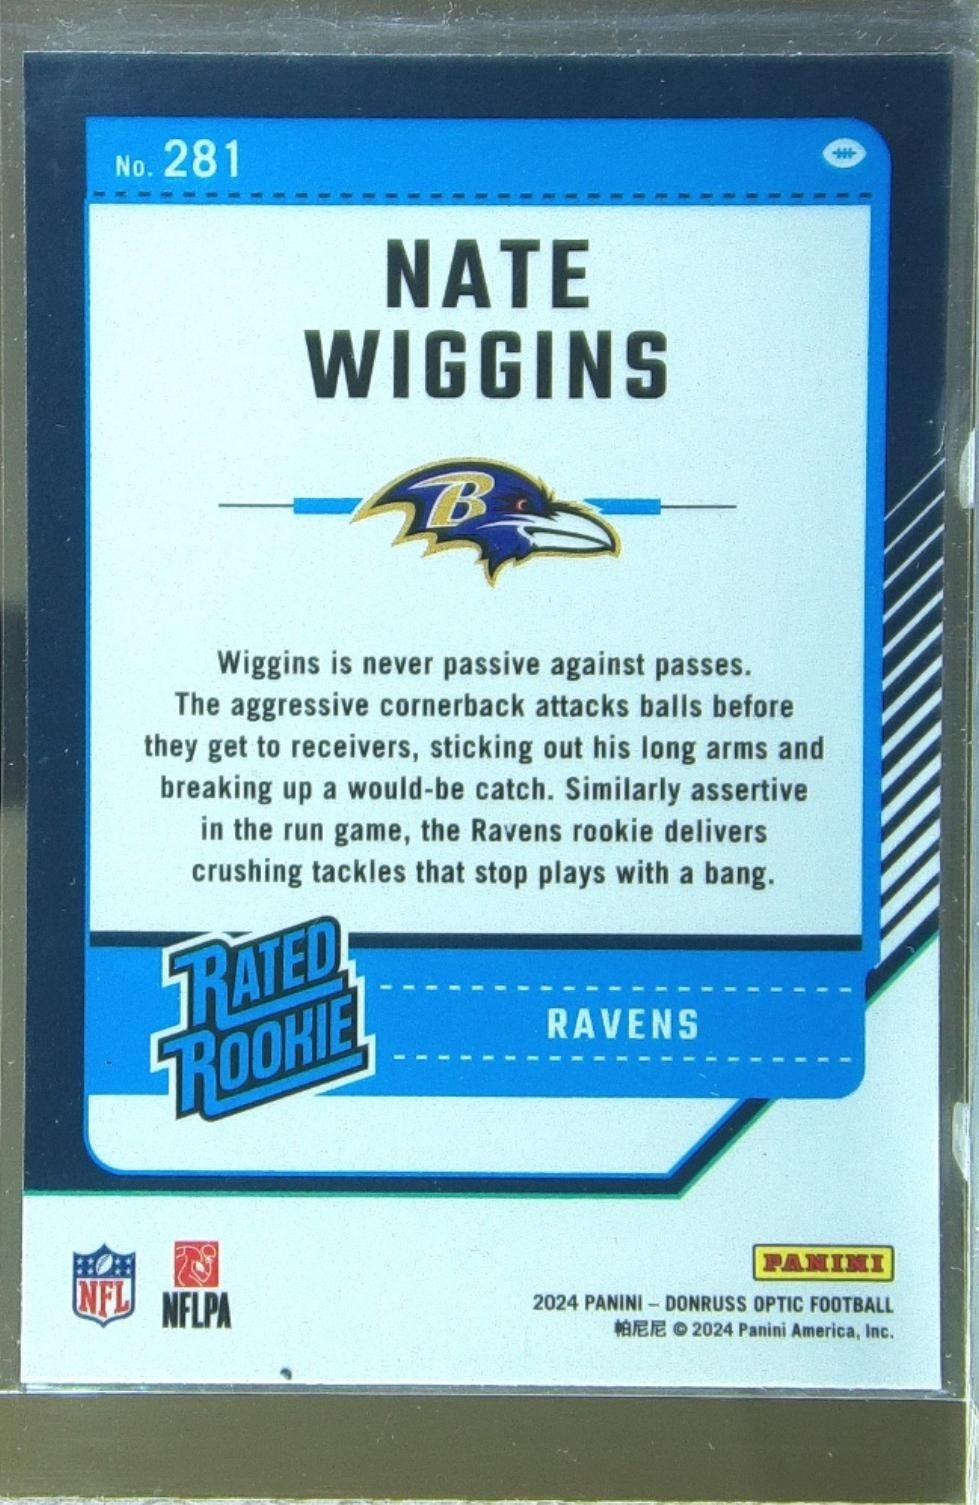 No. 281
NATE
WIGGINS
B
Wiggins is never passive against passes.
The aggressive cornerback attacks balls before
they get to receivers, sticking out his long arms and
breaking up a would-be catch. Similarly assertive
in the run game, the Ravens rookie delivers
crushing tackles that stop plays with a bang.
RATED
ROOKIE
RAVENS
NFL
NFLPA
PANINI
2024 PANINI – DONRUSS OPTIC FOOTBALL
帕尼尼 © 2024 Panini America, Inc.